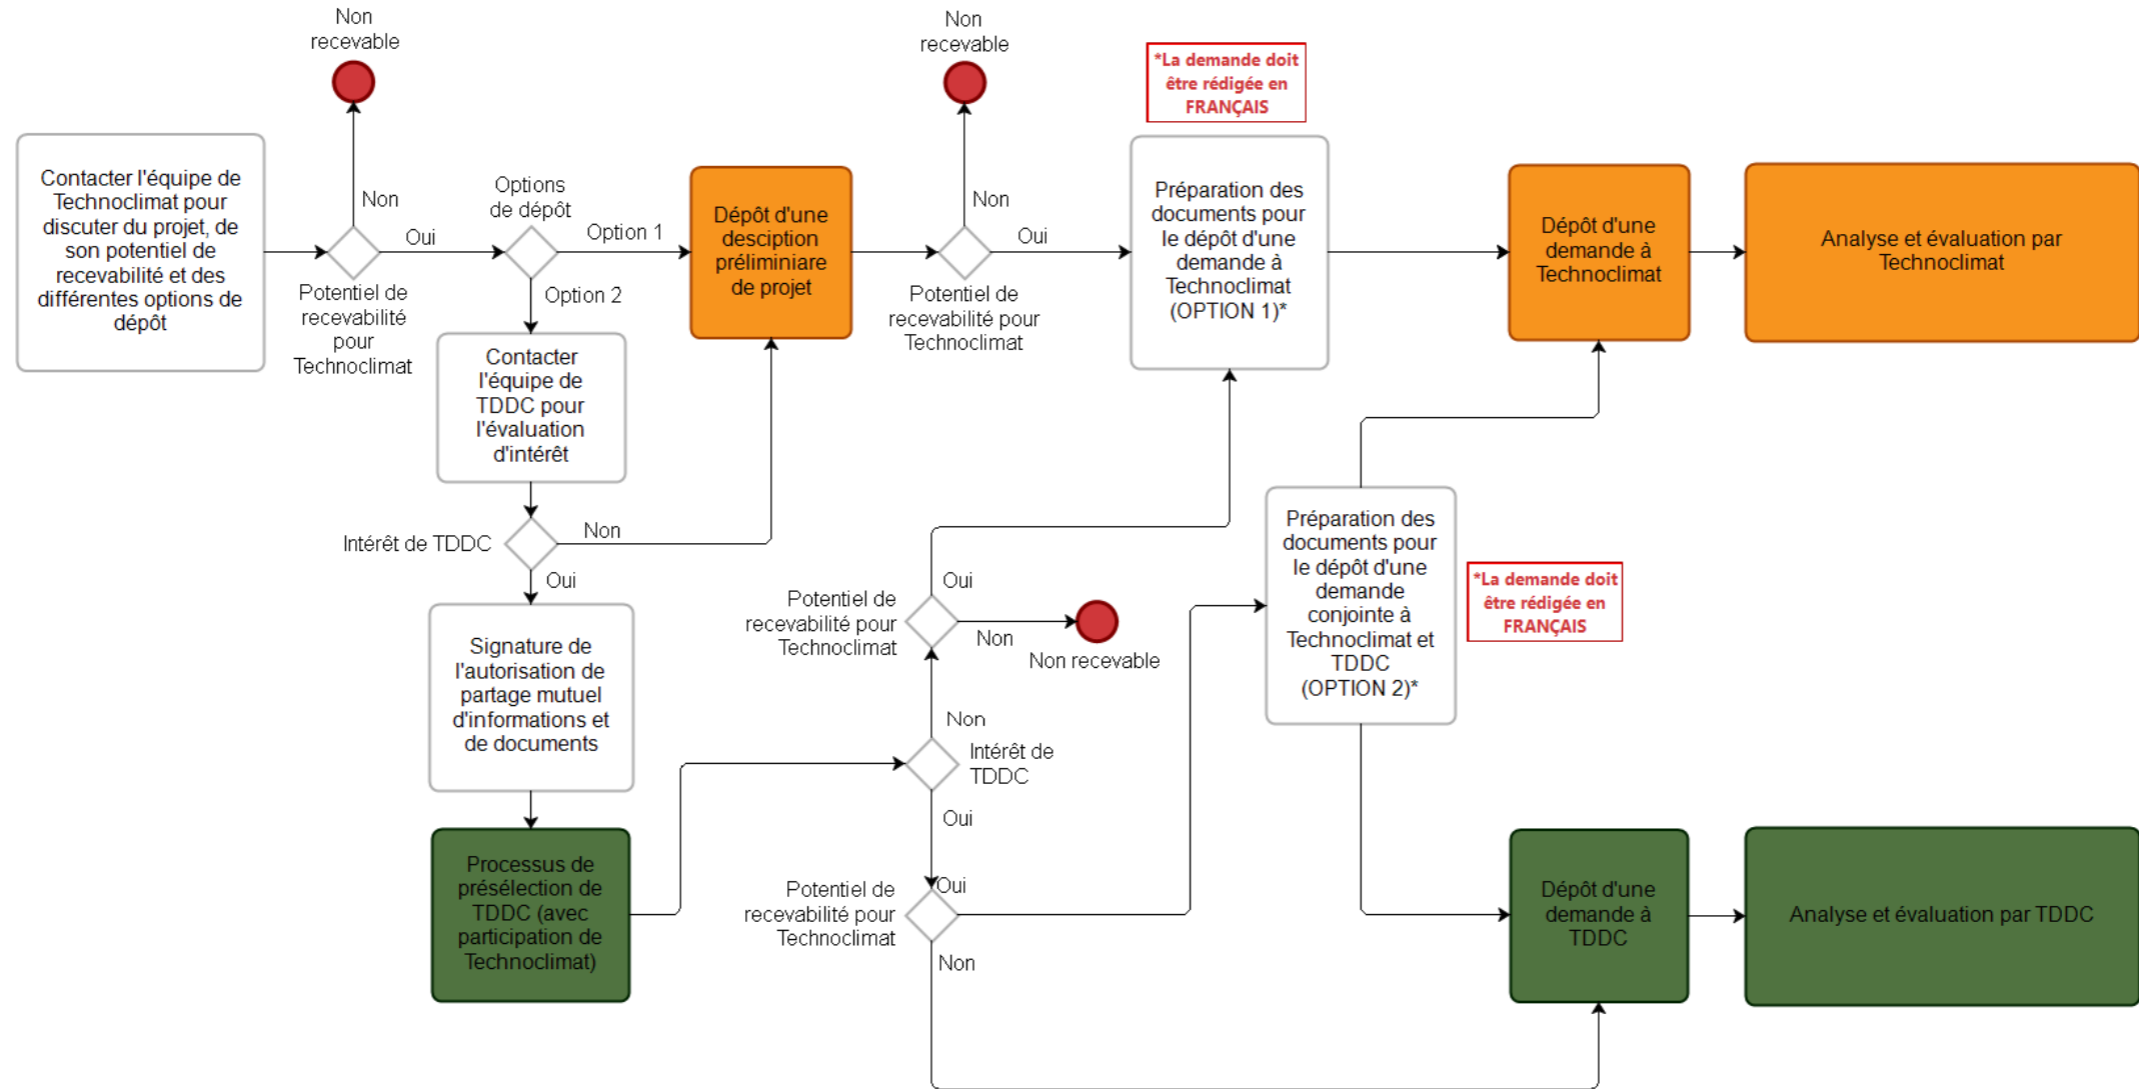 Non
recevable
Non
recevable
*La demande doit
être rédigée en
FRANÇAIS
Contacter l'équipe de
Technoclimat pour
discuter du projet, de
son potentiel de
recevabilité et des
différentes options de
dépôt
Non
Oui
Potentiel de
recevabilité
pour
Technoclimat
Options
de dépôt
Option 1
Option 2
Dépôt d'une
desciption
préliminiare
de projet
Non
Oui
Potentiel de
recevabilité pour
Technoclimat
Préparation des
documents pour
le dépôt d'une
demande à
Technoclimat
(OPTION 1)*
Dépôt d'une
demande à
Technoclimat
Analyse et évaluation par
Technoclimat
Contacter
l'équipe de
TDDC pour
l'évaluation
d'intérêt
Intérêt de TDDC
Non
Oui
Signature de
l'autorisation de
partage mutuel
d'informations et
de documents
Processus de
présélection de
TDDC (avec
participation de
Technoclimat)
Potentiel de
recevabilité pour
Technoclimat
Oui
Non
Non recevable
Non
Intérêt de
TDDC
Oui
Potentiel de
recevabilité pour
Technoclimat
Oui
Non
Préparation des
documents pour
le dépôt d'une
demande
conjointe à
Technoclimat et
TDDC
(OPTION 2)*
*La demande doit
être rédigée en
FRANÇAIS
Dépôt d'une
demande à
TDDC
Analyse et évaluation par TDDC